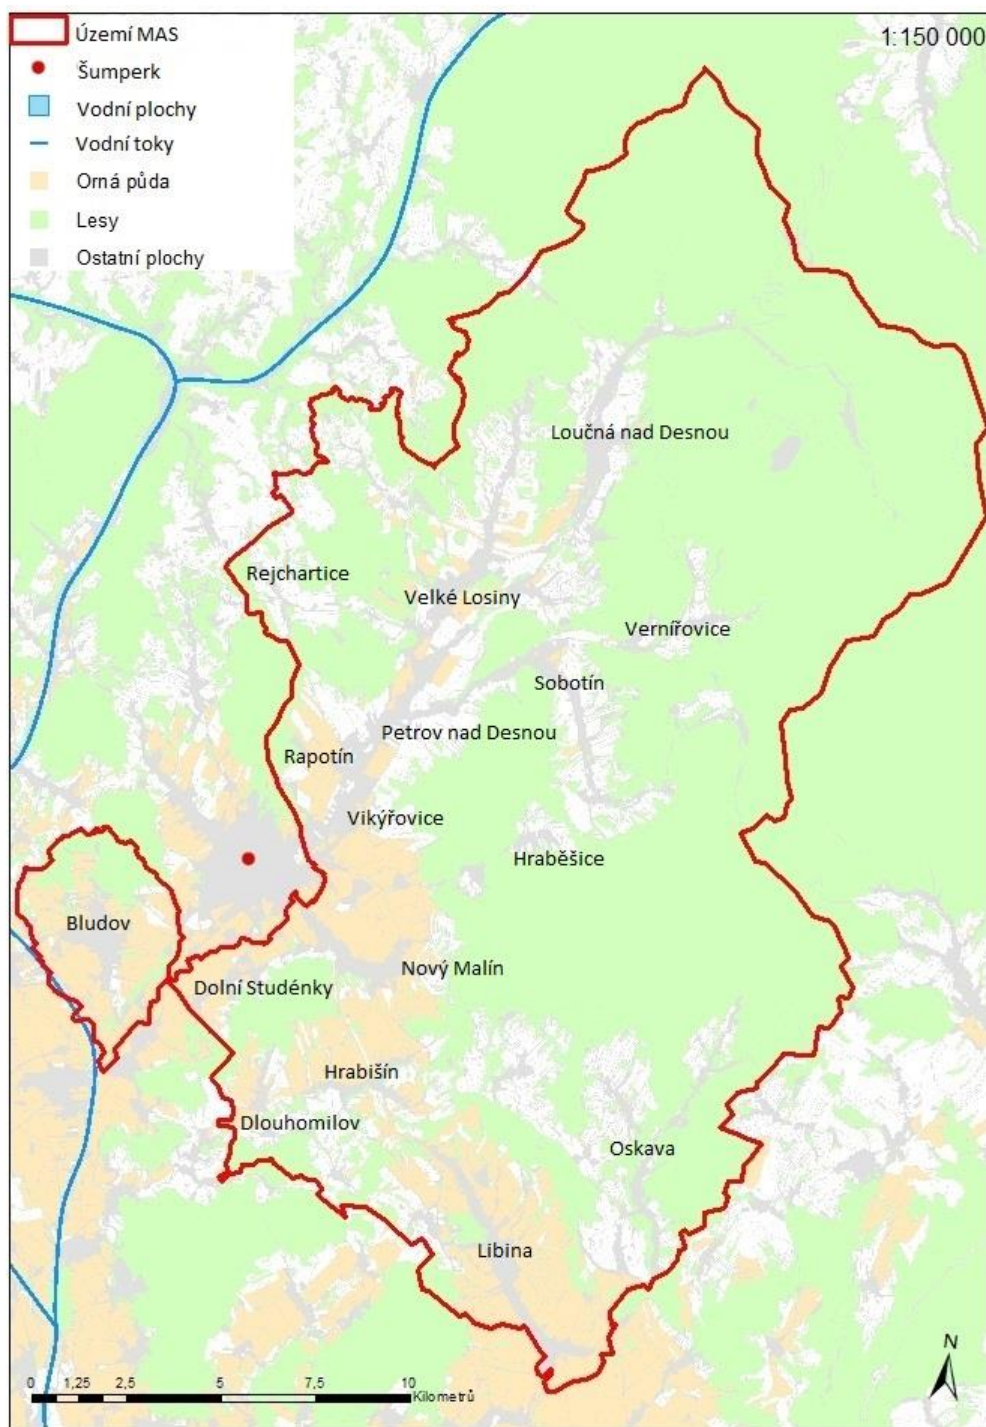 Území MAS
Šumperk
Vodní plochy
Vodní toky
Orná půda
Lesy
Ostatní plochy
1:150 000
Loučná nad Desnou
Rejchartice
Velké Losiny
Vernířovice
Sobotín
Petrov nad Desnou
Rapotín
Vikýřovice
Hraběšice
Bludov
Nový Malín
Dolní Studénky
Hrabišín
Dlouhomilov
Oskava
Libina
N
0 1,25 2,5 5 7,5 10
Kilometrů